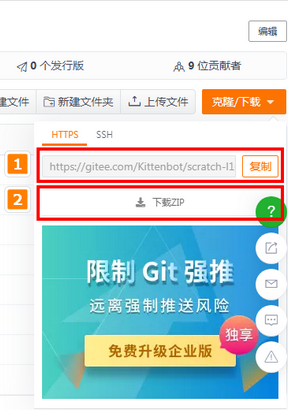 编辑
0 个发行版
9 位贡献者
建文件
新建文件夹
上传文件
克隆/下载
HTTPS
SSH
1
https://gitee.com/Kittenbot/scratch-l1
复制
2
下载ZIP
?
限制 Git 强推
远离强制推送风险
独享
免费升级企业版